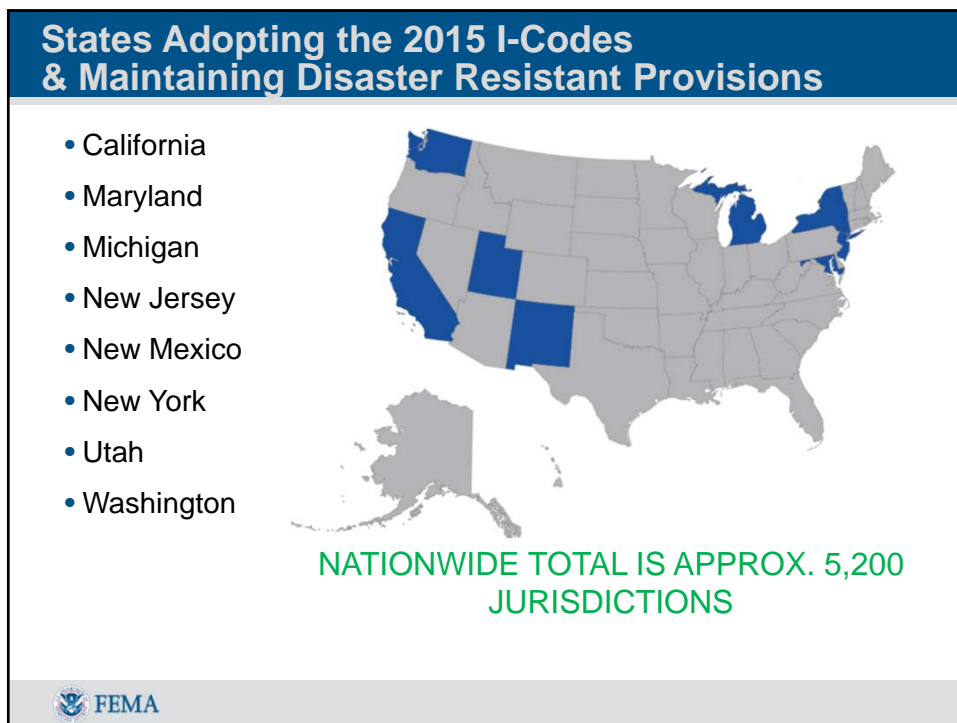 States Adopting the 2015 I-Codes
& Maintaining Disaster Resistant Provisions
• California
• Maryland
• Michigan
• New Jersey
• New Mexico
• New York
• Utah
• Washington
NATIONWIDE TOTAL IS APPROX. 5,200
JURISDICTIONS
FEMA